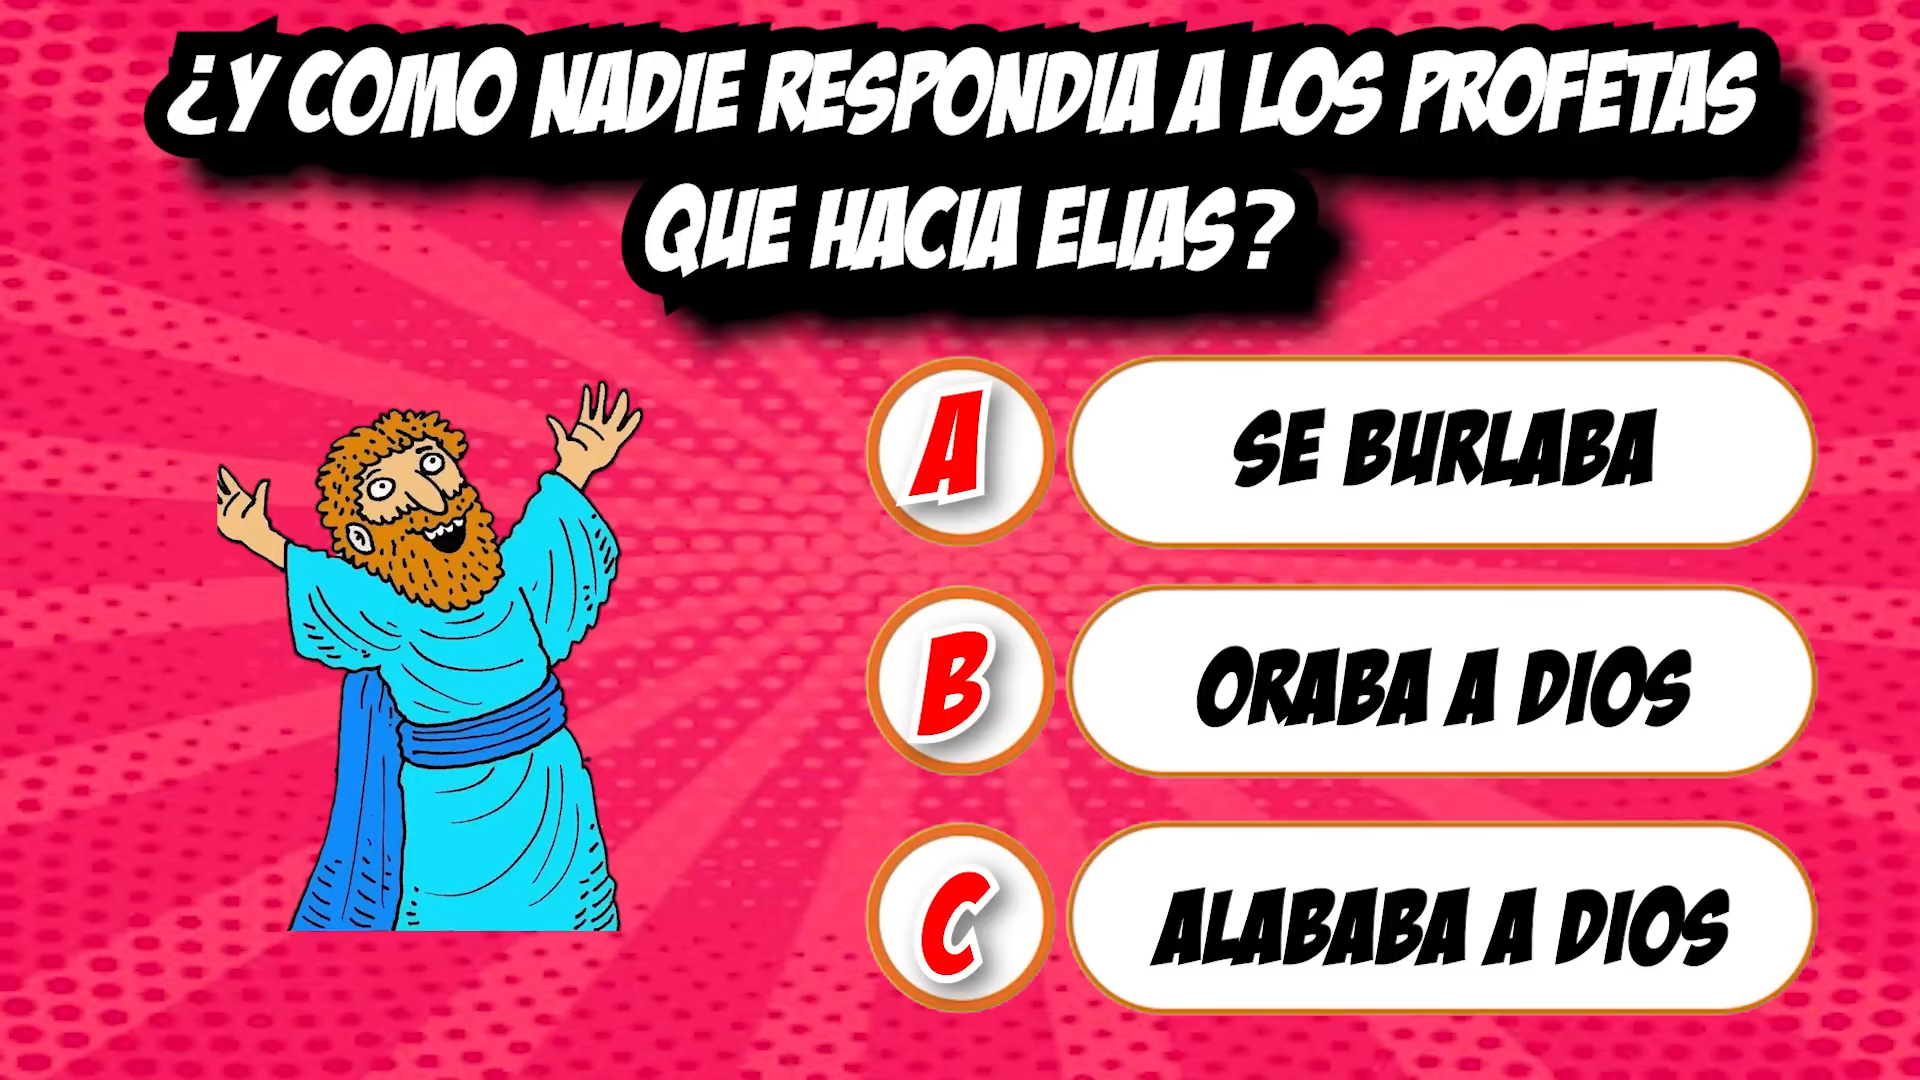 ¿Y COMO NADIE RESPONDIA A LOS PROFETAS
QUE HACIA ELIAS?
A SE BURLABA
B ORABA A DIOS
C ALABABA A DIOS